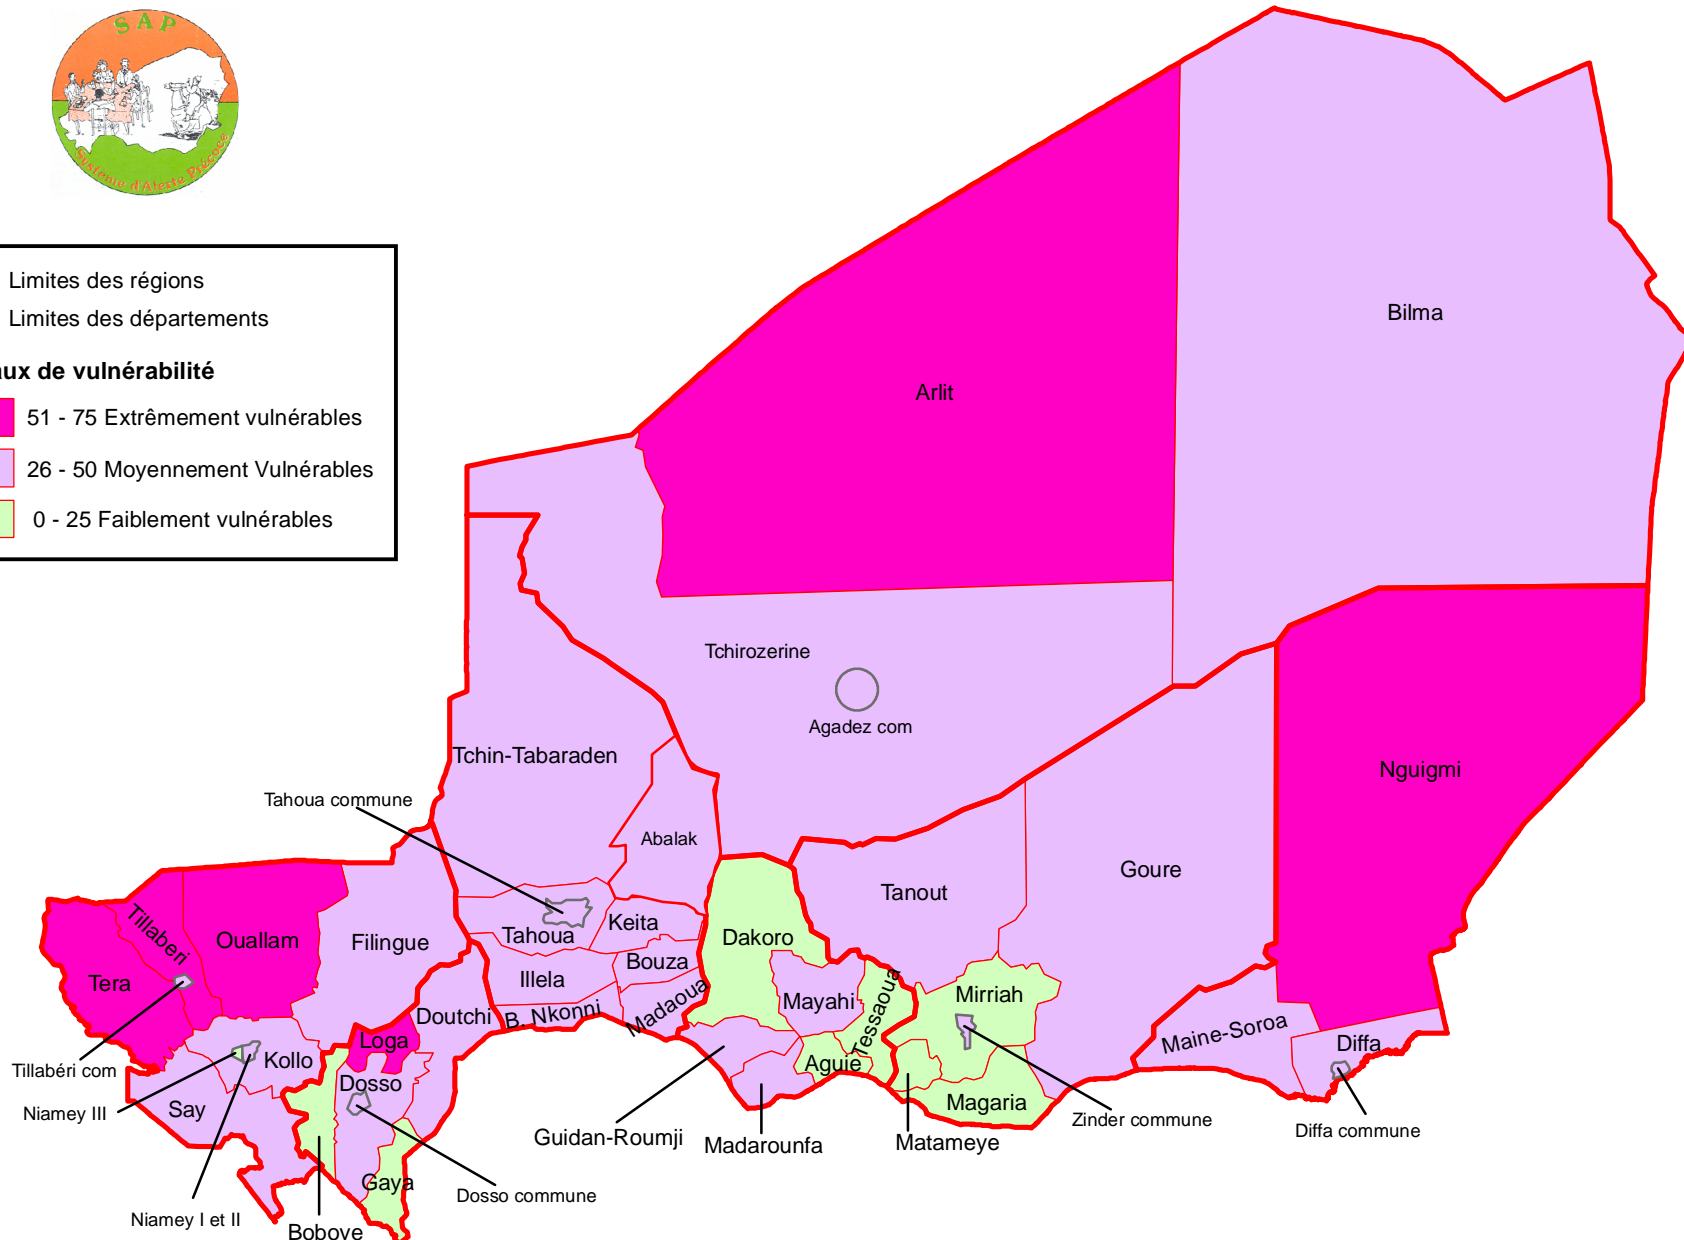 SAP
Système d'Alerte Précoce
Limites des régions
Limites des départements
aux de vulnérabilité
51 - 75 Extrêmement vulnérables
26 - 50 Moyennement Vulnérables
0 - 25 Faiblement vulnérables
Bilma
Arlit
Tchirozerine
Agadez com
Tchin-Tabaraden
Nguigmi
Tahoua commune
Abalak
Goure
Tanout
Tillaberi
Ouallam
Filingue
Tahoua
Keita
Dakoro
Tera
Illela
Bouza
Mayahi
Tessaoua
Mirriah
Doutchi
B. Nkonni
Madaoua
Loga
Maine-Soroa
Diffa
Tillabéri com
Kollo
Aguie
Dosso
Niamey III
Say
Magaria
Guidan-Roumji
Madarounfa
Matameye
Zinder commune
Diffa commune
Gaya
Dosso commune
Niamey I et II
Boboye